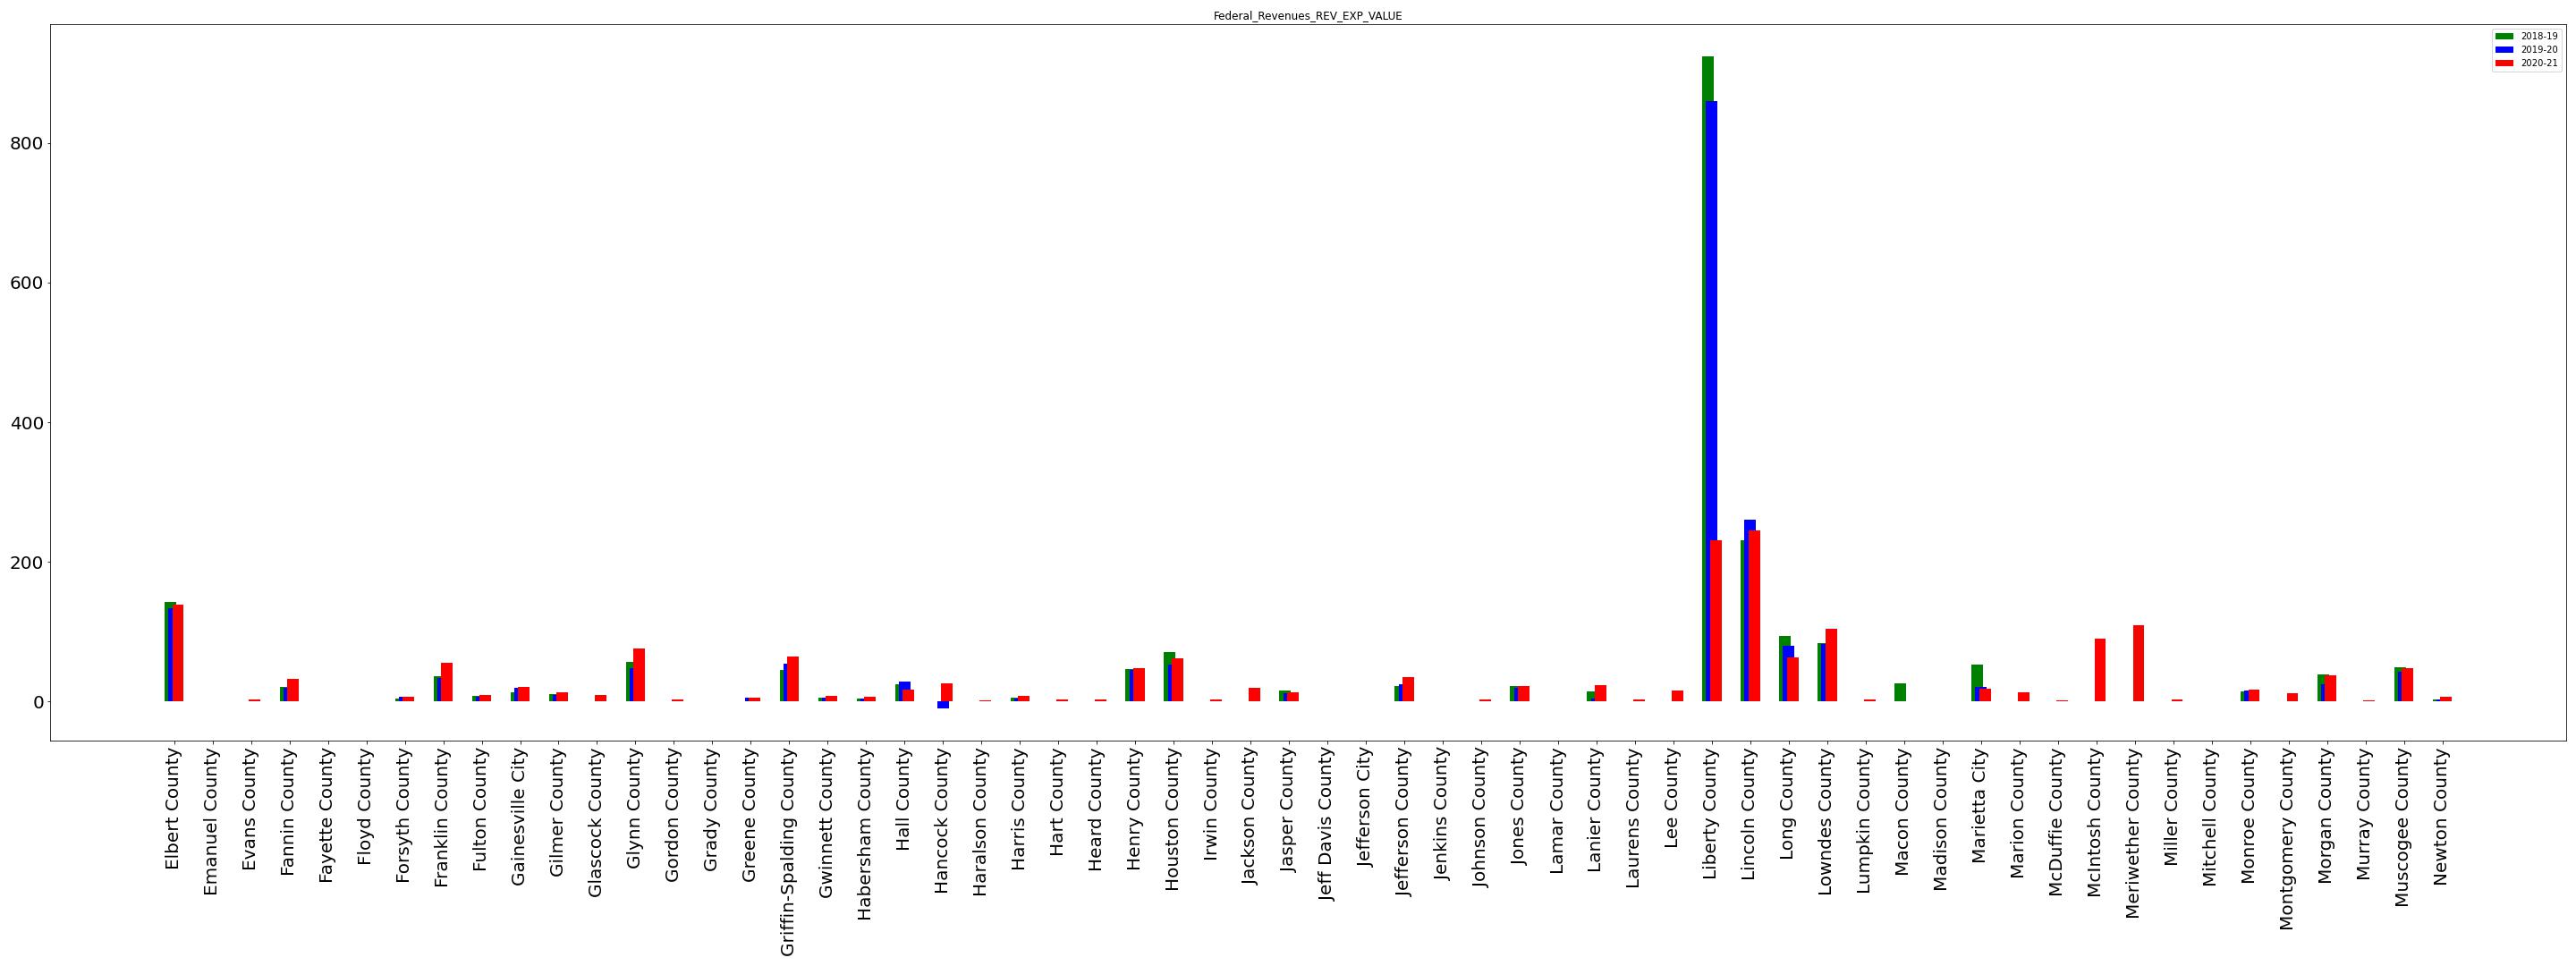 Federal_Revenues_REV_EXP_VALUE
2018-19
2019-20
2020-21
800
600
400
200
0
Elbert County
Emanuel County
Evans County
Fannin County
Fayette County
Floyd County
Forsyth County
Franklin County
Fulton County
Gainesville City
Gilmer County
Glascock County
Glynn County
Gordon County
Grady County
Greene County
Griffin-Spalding County
Gwinnett County
Habersham County
Hall County
Hancock County
Haralson County
Harris County
Hart County
Heard County
Henry County
Houston County
Irwin County
Jackson County
Jasper County
Jeff Davis County
Jefferson City
Jefferson County
Jenkins County
Johnson County
Jones County
Lamar County
Lanier County
Laurens County
Lee County
Liberty County
Lincoln County
Long County
Lowndes County
Lumpkin County
Macon County
Madison County
Marietta City
Marion County
McDuffie County
McIntosh County
Meriwether County
Miller County
Mitchell County
Monroe County
Montgomery County
Morgan County
Murray County
Muscogee County
Newton County